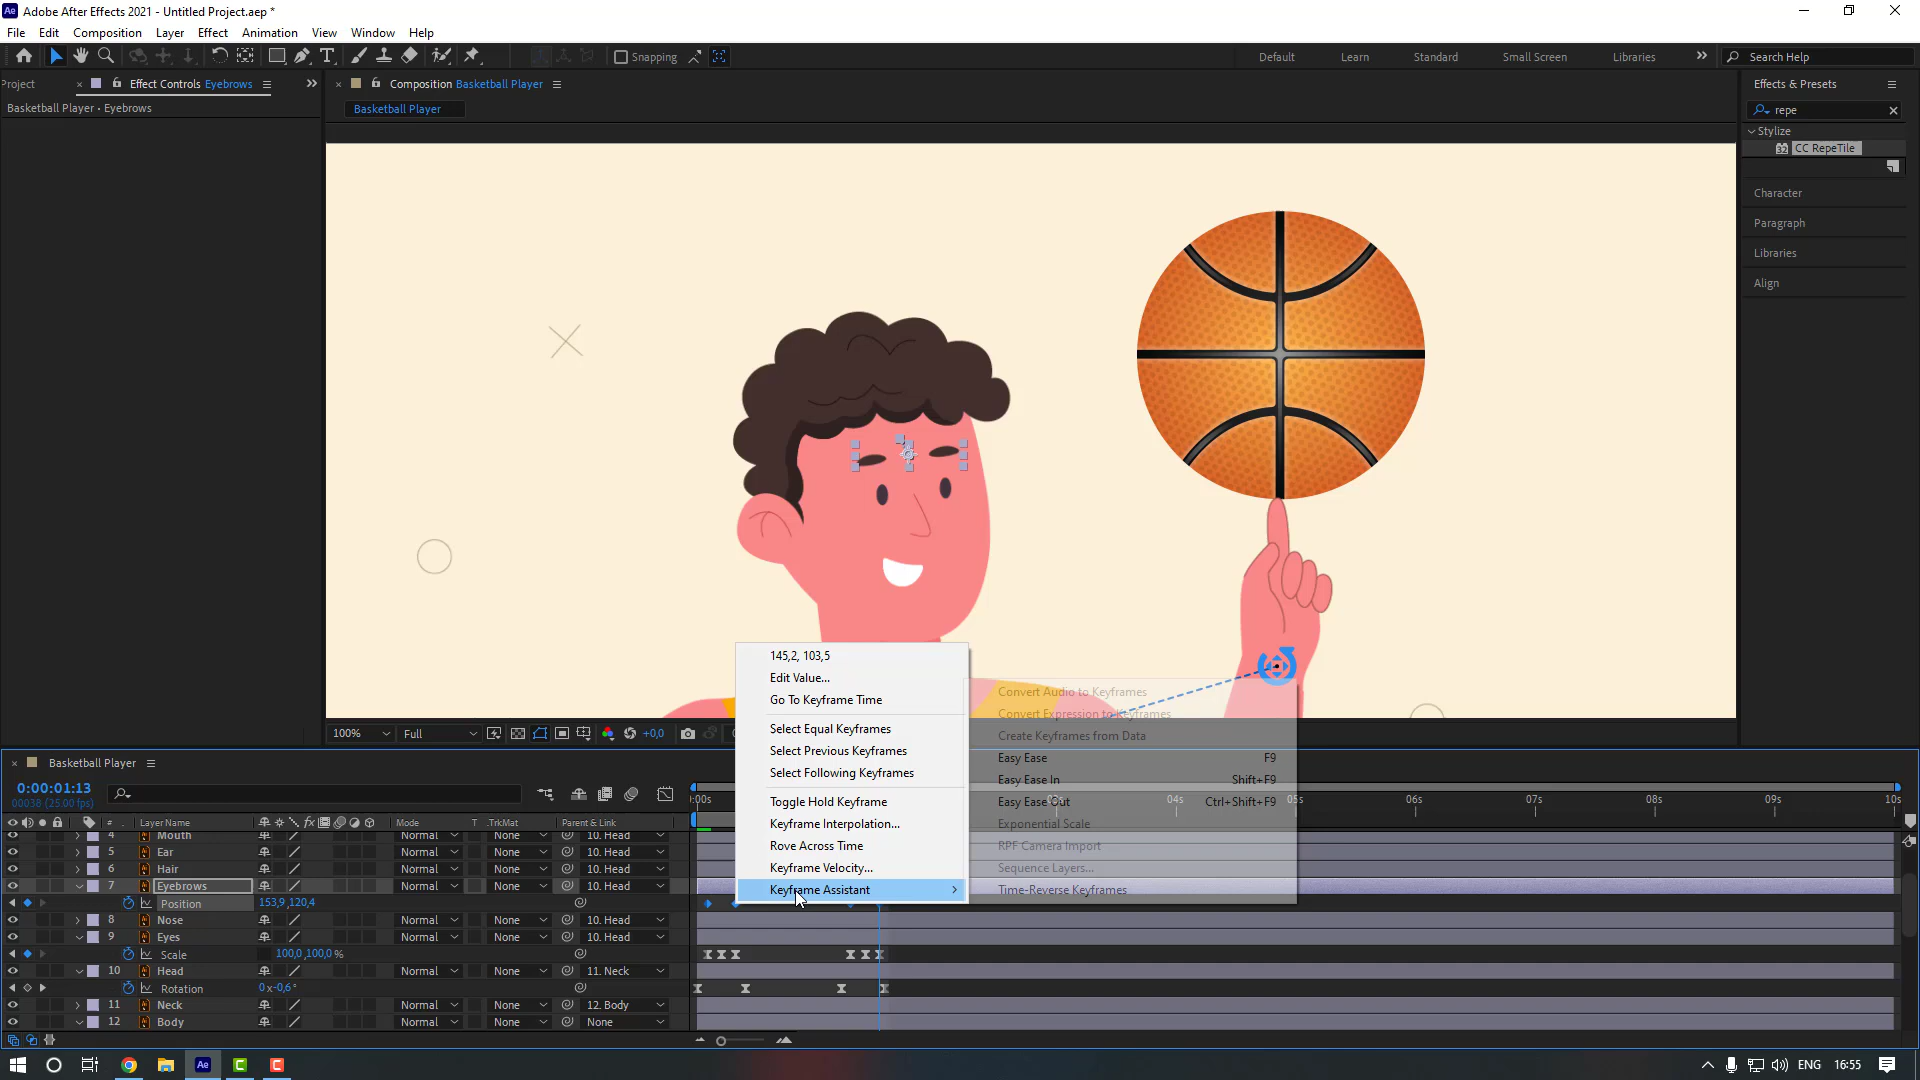 Adobe After Effects 2021 - Untitled Project.aep *
File Edit Composition Layer Effect Animation View Window Help
Snapping
Default Learn Standard Small Screen Libraries
Search Help
Project
Effect Controls Eyebrows
Basketball Player • Eyebrows
Composition Basketball Player
Basketball Player
Effects & Presets
repe
Stylize
CC RepeTile
Character
Paragraph
Libraries
Align
145,2, 103,5
Edit Value...
Go To Keyframe Time
Select Equal Keyframes
Select Previous Keyframes
Select Following Keyframes
Toggle Hold Keyframe
Keyframe Interpolation...
Rove Across Time
Keyframe Velocity...
Keyframe Assistant
Convert Audio to Keyframes
Convert Expression to Keyframes
Create Keyframes from Data
Easy Ease F9
Easy Ease In Shift+F9
Easy Ease Out Ctrl+Shift+F9
Exponential Scale
RPF Camera Import
Sequence Layers...
Time-Reverse Keyframes
100% Full +0,0
Basketball Player
0:00:01:13
00038 (25.00 fps)
:00s 03s 04s 05s 06s 07s 08s 09s 10s
# Layer Name Mode T .TrkMat Parent & Link
4 Mouth Normal None 10. Head
5 Ear Normal None 10. Head
6 Hair Normal None 10. Head
7 Eyebrows Normal None 10. Head
Position 153,9,120,4
8 Nose Normal None 10. Head
9 Eyes Normal None 10. Head
Scale 100,0,100,0 %
10 Head Normal None 11. Neck
Rotation 0x-0,6°
11 Neck Normal None 12. Body
12 Body Normal None None
ENG 16:55